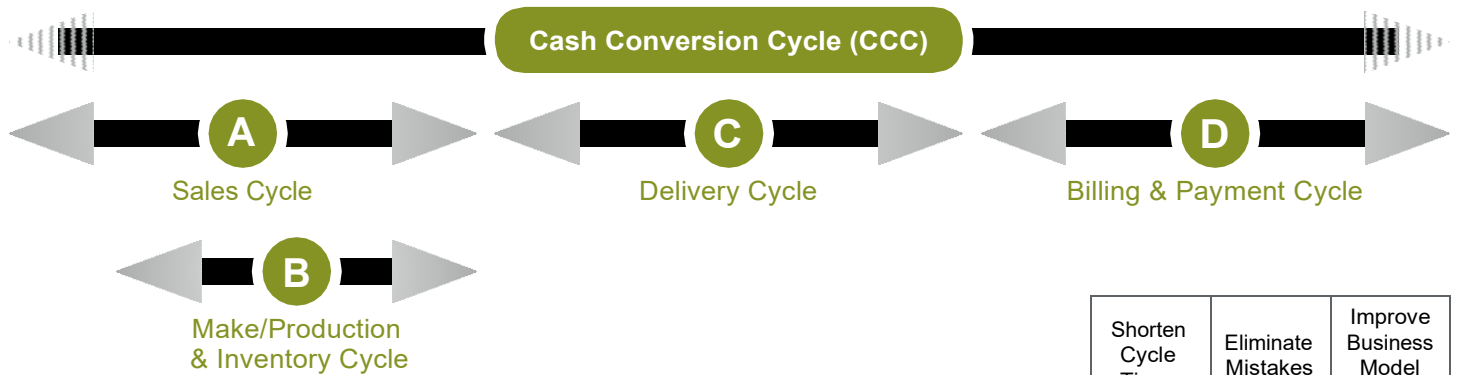 Cash Conversion Cycle (CCC)
A
C
D
Sales Cycle
Delivery Cycle
Billing & Payment Cycle
B
Make/Production
& Inventory Cycle
Shorten
Cycle
Eliminate
Mistakes
Improve
Business
Model